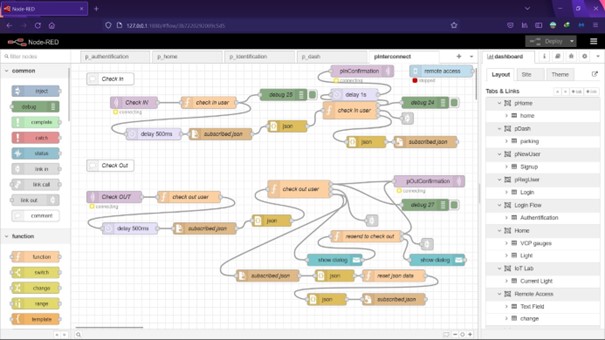 Node-RED
127.0.0.1
Node-RED
Deploy
filter nodes
p_authentification
p_home
p_identification
p_dash
pInterconnect
dashboard
common
inject
debug
complete
catch
status
link in
link call
link out
comment
function
function
switch
change
range
template
Check In
pInConfirmation
connecting
remote access
stopped
Check IN
connecting
check in user
debug 23
delay 1s
debug 24
check in user
delay 500ms
subscribed.json
json
json
subscribed.json
Check Out
check out user
pOutConfirmation
connecting
Check OUT
connecting
check out user
debug 27
delay 500ms
subscribed.json
json
resend to check out
show dialog
show dialog
subscribed.json
json
reset json data
json
subscribed.json
Layout
Site
Theme
Tabs & Links
pHome
home
pDash
parking
pNewUser
Signup
pRegUser
Login
Login Flow
Authentification
Home
VCP gauges
Light
IoT Lab
Current Light
Remote Access
Text Field
change